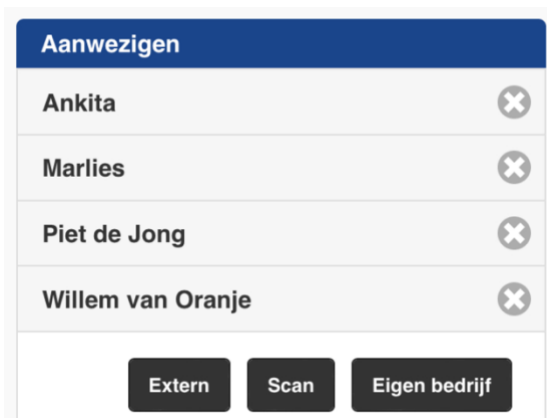 Aanwezigen
Ankita
Marlies
Piet de Jong
Willem van Oranje
Extern Scan Eigen bedrijf